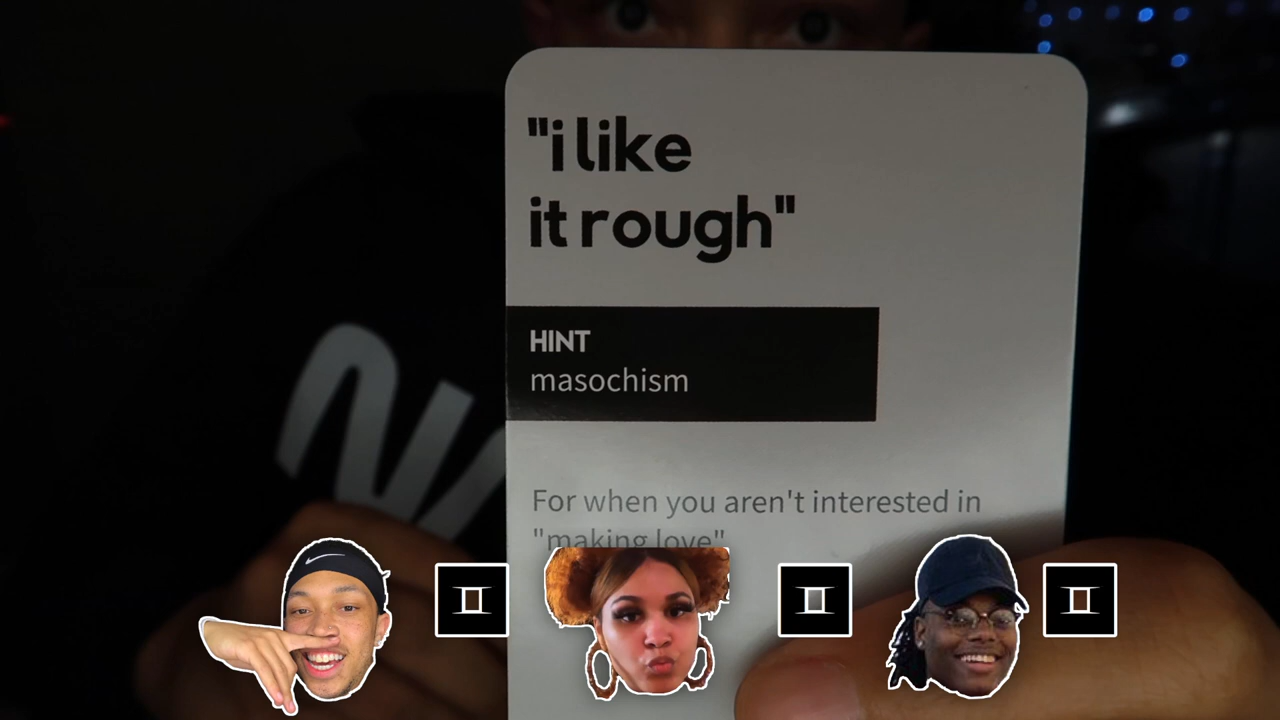 "i like
it rough"
HINT
masochism
For when you aren't interested in
"making love"